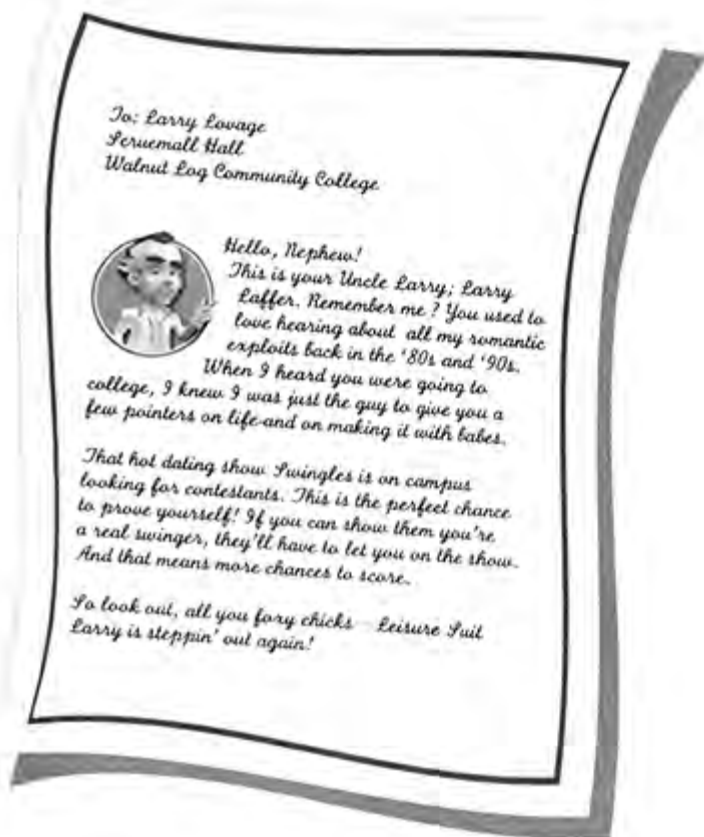 To: Larry Lovage
Scruemall Hall
Walnut Log Community College
Hello, Nephew!
This is your Uncle Larry; Larry
Laffer. Remember me? You used to
love hearing about all my romantic
exploits back in the '80s and '90s.
When I heard you were going to
college, I knew I was just the guy to give you a
few pointers on life-and on making it with babes.
That hot dating show Swingles is on campus
looking for contestants. This is the perfect chance
to prove yourself! If you can show them you're
a real swinger, they'll have to let you on the show.
And that means more chances to score.
So look out, all you foxy chicks - Leisure Suit
Larry is steppin' out again!